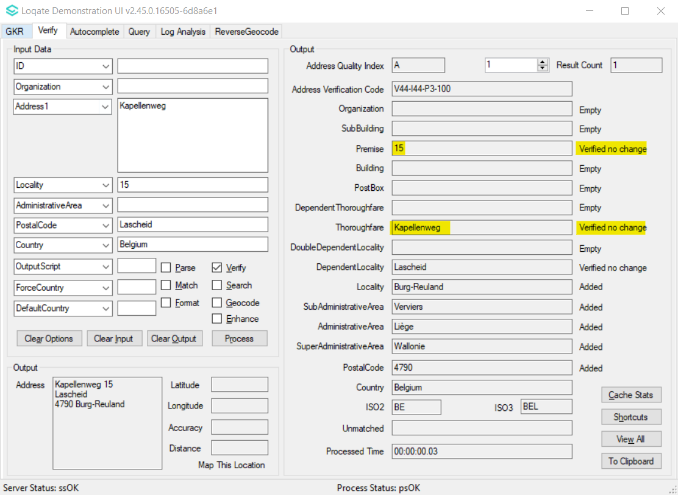 Loqate Demonstration UI v2.45.0.16505-6d8a6e1
GKR Verify Autocomplete Query Log Analysis ReverseGeocode
Input Data
ID
Organization
Address1 Kapellenweg
Locality 15
AdministrativeArea
PostalCode Lascheid
Country Belgium
OutputScript Parse Verify
ForceCountry Match Search
DefaultCountry Format Geocode
Enhance
Clear Options Clear Input Clear Output Process
Output
Address Kapellenweg 15
Lascheid
4790 Burg-Reuland
Latitude
Longitude
Accuracy
Distance
Map This Location
Output
Address Quality Index A 1 Result Count 1
Address Verification Code V44-I44-P3-100
Organization Empty
SubBuilding Empty
Premise 15 Verified no change
Building Empty
PostBox Empty
DependentThoroughfare Empty
Thoroughfare Kapellenweg Verified no change
DoubleDependentLocality Empty
DependentLocality Lascheid Verified no change
Locality Burg-Reuland Added
SubAdministrativeArea Verviers Added
AdministrativeArea Liège Added
SuperAdministrativeArea Wallonie Added
PostalCode 4790 Added
Country Belgium
ISO2 BE ISO3 BEL
Unmatched
Processed Time 00:00:00.03
Cache Stats
Shortcuts
View All
To Clipboard
Server Status: ssOK Process Status: psOK